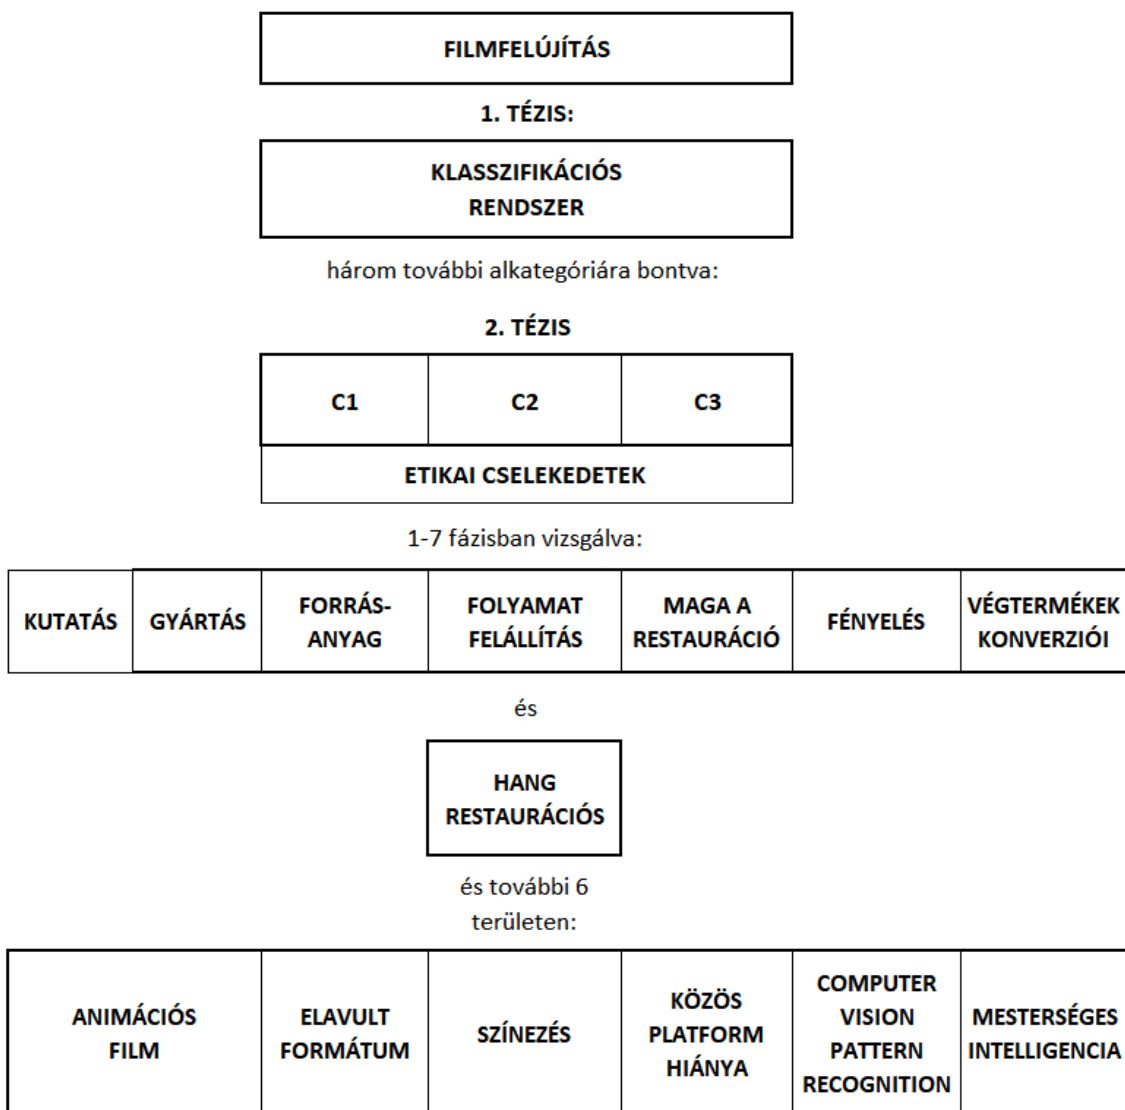 FILMFELÚJÍTÁS
1. TÉZIS:
KLASSZIFIKÁCIÓS
RENDSZER
három további alkategóriára bontva:
2. TÉZIS
C1
C2
C3
ETIKAI CSELEKEDETEK
1-7 fázisban vizsgálva:
KUTATÁS
GYÁRTÁS
FORRÁS-
ANYAG
FOLYAMAT
FELÁLLÍTÁS
MAGA A
RESTAURÁCIÓ
FÉNYELÉS
VÉGTERMÉKEK
KONVERZIÓI
és
HANG
RESTAURÁCIÓS
és további 6
területen:
ANIMÁCIÓS
FILM
ELAVULT
FORMÁTUM
SZÍNEZÉS
KÖZÖS
PLATFORM
HIÁNYA
COMPUTER
VISION
PATTERN
RECOGNITION
MESTERSÉGES
INTELLIGENCIA